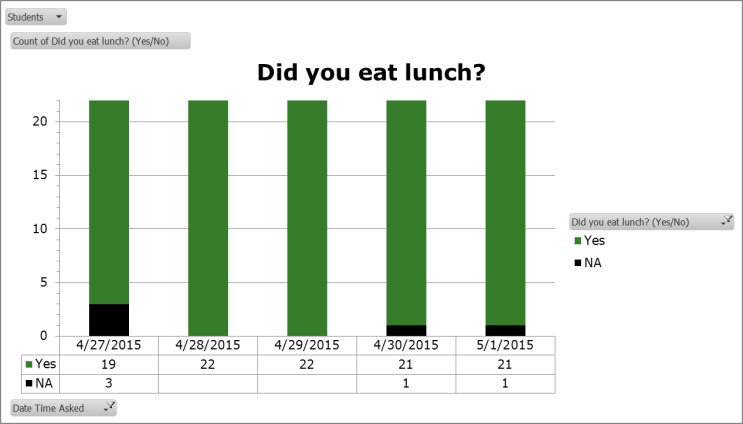 Students
Count of Did you eat lunch? (Yes/No)
Did you eat lunch?
20
15
10
5
0
4/27/2015 4/28/2015 4/29/2015 4/30/2015 5/1/2015
Yes 19 22 22 21 21
NA 3 1 1
Did you eat lunch? (Yes/No)
Yes
NA
Date Time Asked